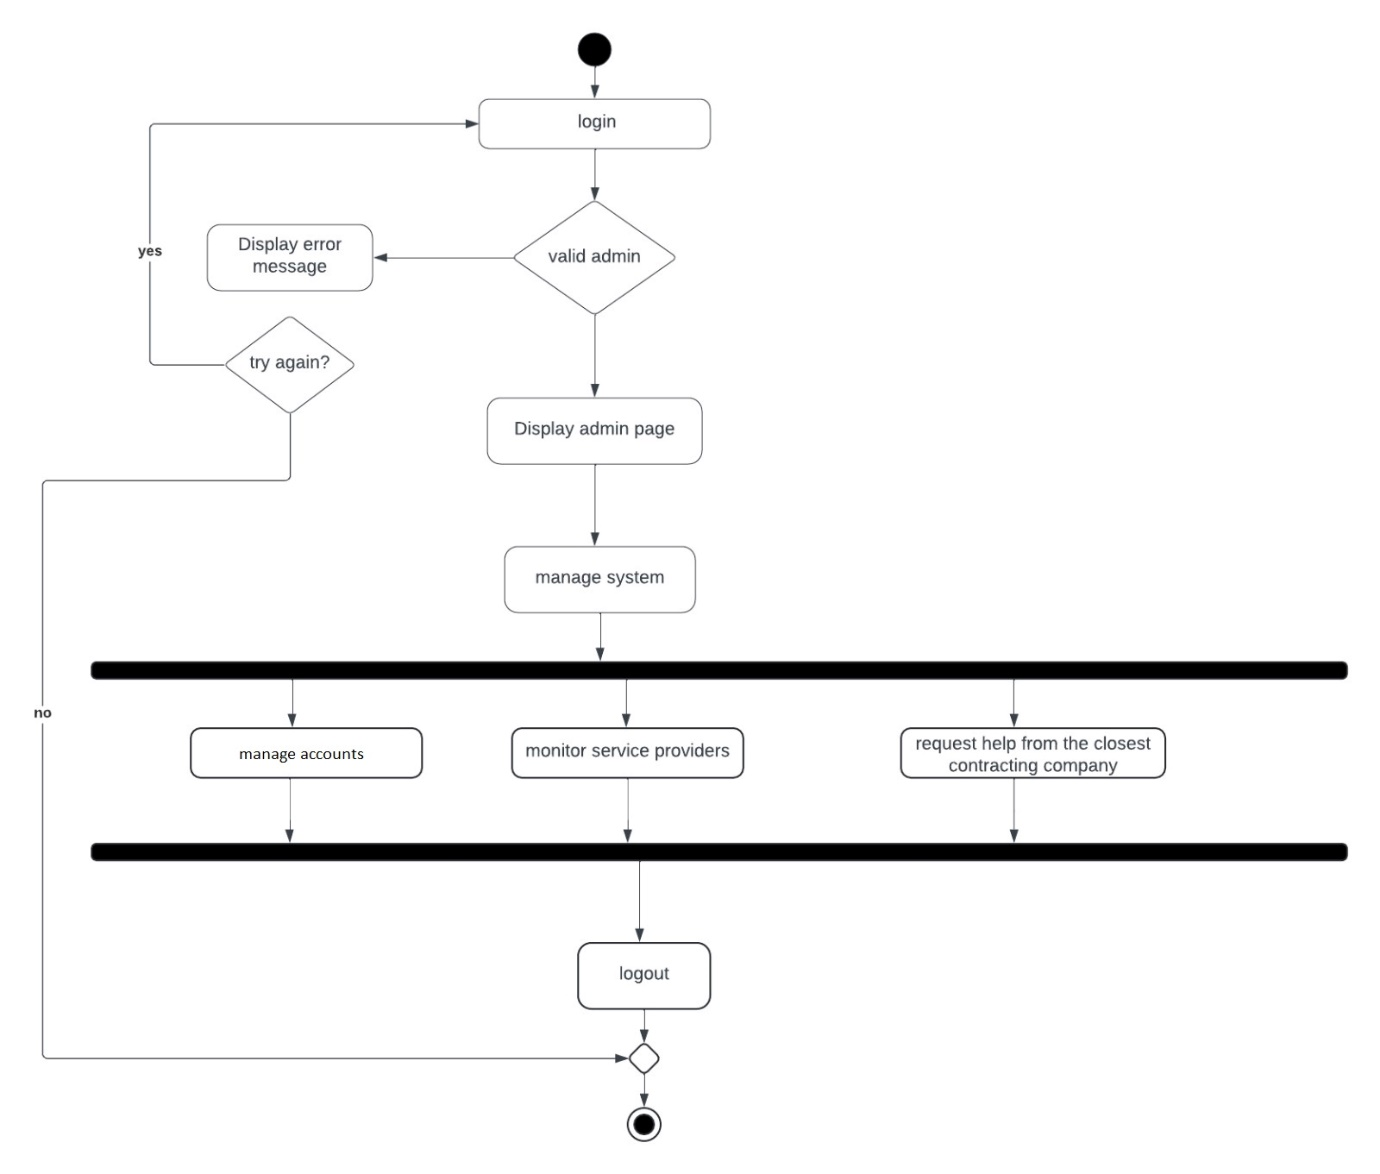 login
valid admin
Display error
message
yes
try again?
Display admin page
manage system
no
manage accounts
monitor service providers
request help from the closest
contracting company
logout